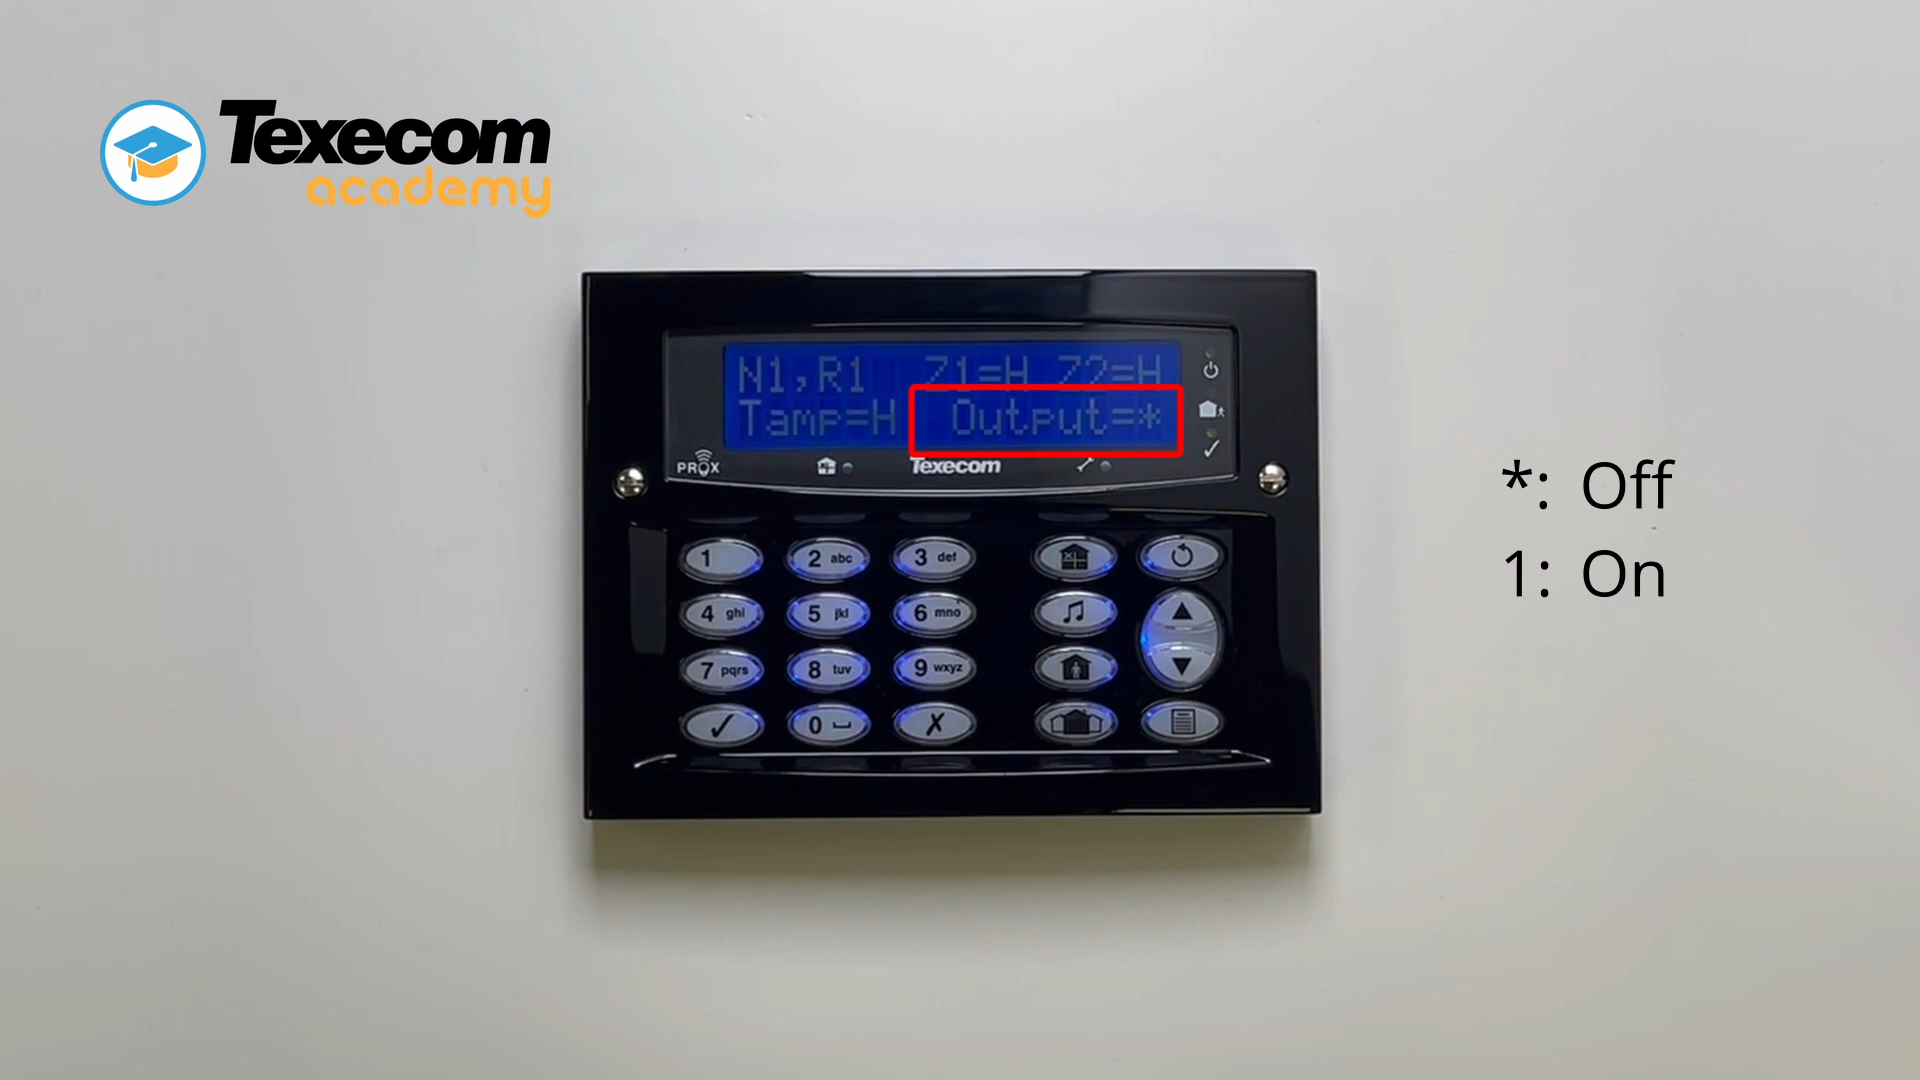 Texecom
academy
N1,R1 Z1=H Z2=H
Tamp=H Output=*
PROX
Texecom
*: Off
1: On
1
2 abc
3 def
4 ghi
5 jkl
6 mno
7 pqrs
8 tuv
9 wxyz
0